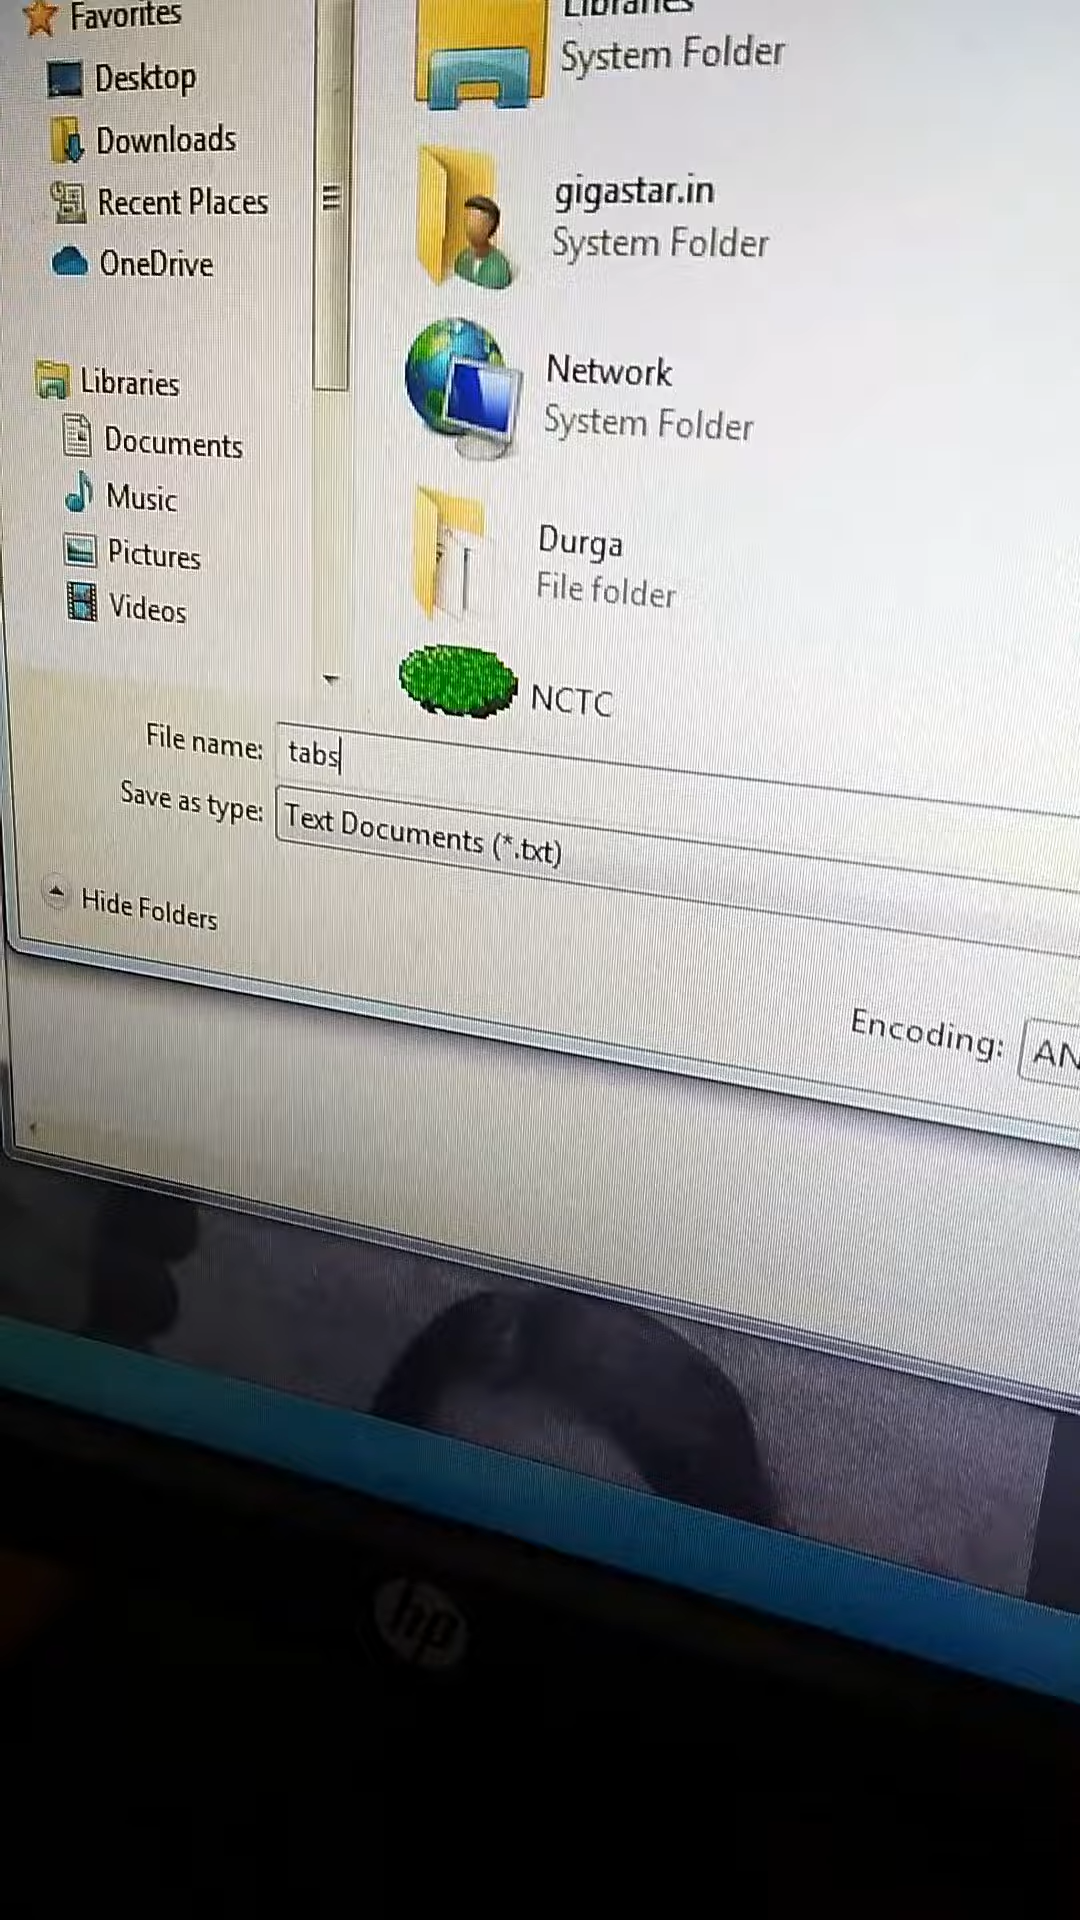 Favorites
Desktop
Downloads
Recent Places
OneDrive
Libraries
Documents
Music
Pictures
Videos
Libraries
System Folder
gigastar.in
System Folder
Network
System Folder
Durga
File folder
NCTC
File name: tabs
Save as type: Text Documents (*.txt)
Hide Folders
Encoding: AN
hp